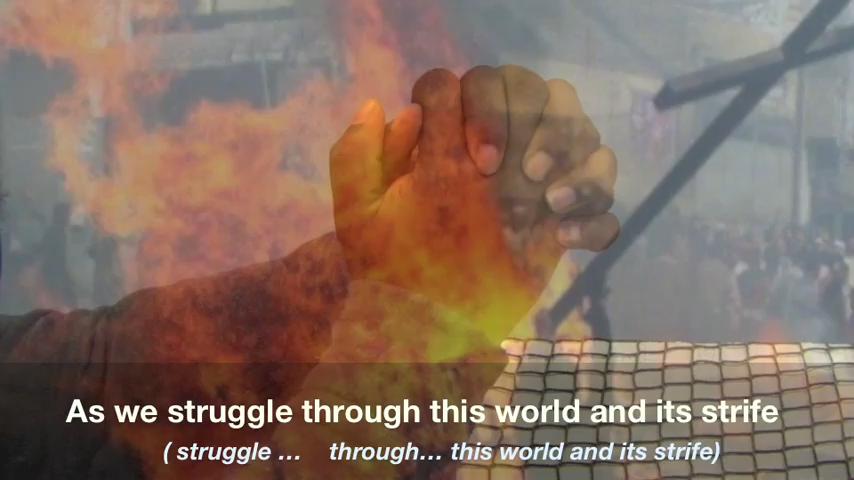 As we struggle through this world and its strife
( struggle ... through... this world and its strife)